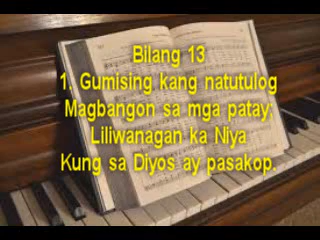 Bilang 13
1. Gumising kang natutulog
Magbangon sa mga patay;
Liliwanagan ka Niya
Kung sa Diyos ay pasakop.